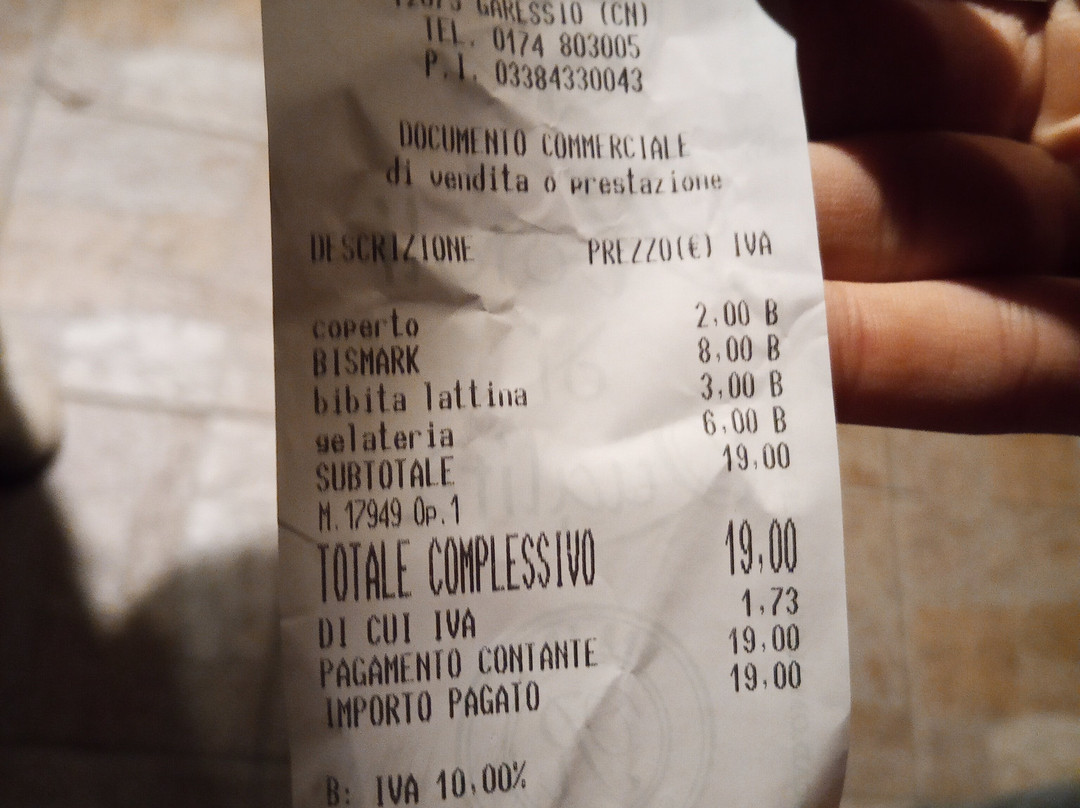 GARESSIO (CN)
TEL. 0174 803005
P.I. 03384330043
DOCUMENTO COMMERCIALE
di vendita o prestazione
DESCRIZIONE PREZZO(€) IVA
coperto 2,00 B
BISMARK 8,00 B
bibita lattina 3,00 B
gelateria 6,00 B
SUBTOTALE 19,00
M.17949 Op.1
TOTALE COMPLESSIVO 19,00
DI CUI IVA 1,73
PAGAMENTO CONTANTE 19,00
IMPORTO PAGATO 19,00
B: IVA 10,00%